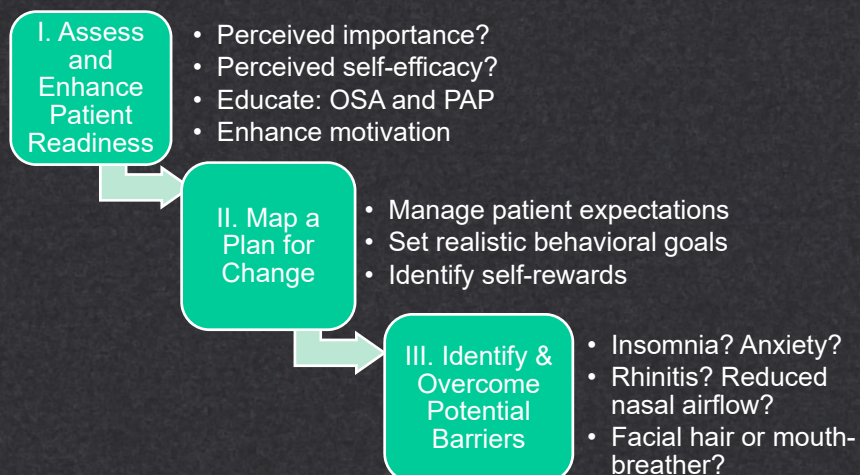 I. Assess
and
Enhance
Patient
Readiness
• Perceived importance?
• Perceived self-efficacy?
• Educate: OSA and PAP
• Enhance motivation
II. Map a
Plan for
Change
• Manage patient expectations
• Set realistic behavioral goals
• Identify self-rewards
III. Identify &
Overcome
Potential
Barriers
• Insomnia? Anxiety?
• Rhinitis? Reduced
nasal airflow?
• Facial hair or mouth-
breather?